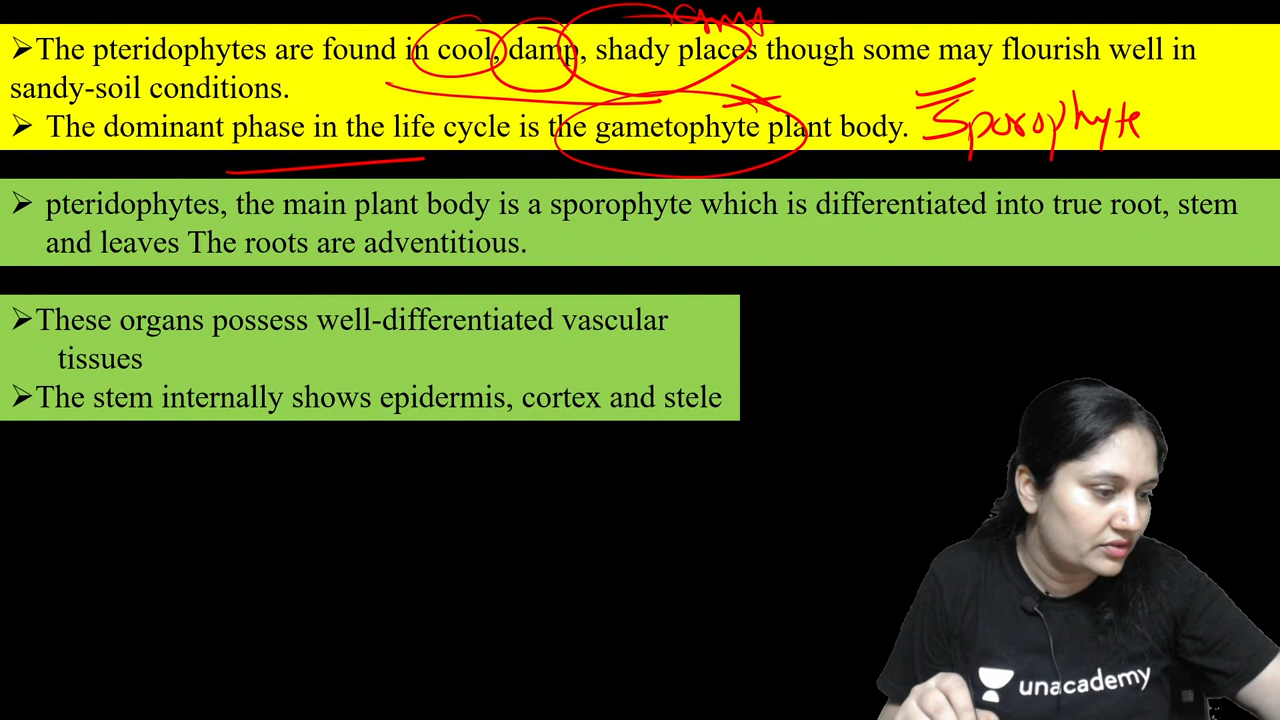 ➢The pteridophytes are found in cool, damp, shady places though some may flourish well in
sandy-soil conditions.
➢ The dominant phase in the life cycle is the gametophyte plant body. Sporophyte
➢ pteridophytes, the main plant body is a sporophyte which is differentiated into true root, stem
and leaves The roots are adventitious.
➢These organs possess well-differentiated vascular
tissues
➢The stem internally shows epidermis, cortex and stele
unacademy